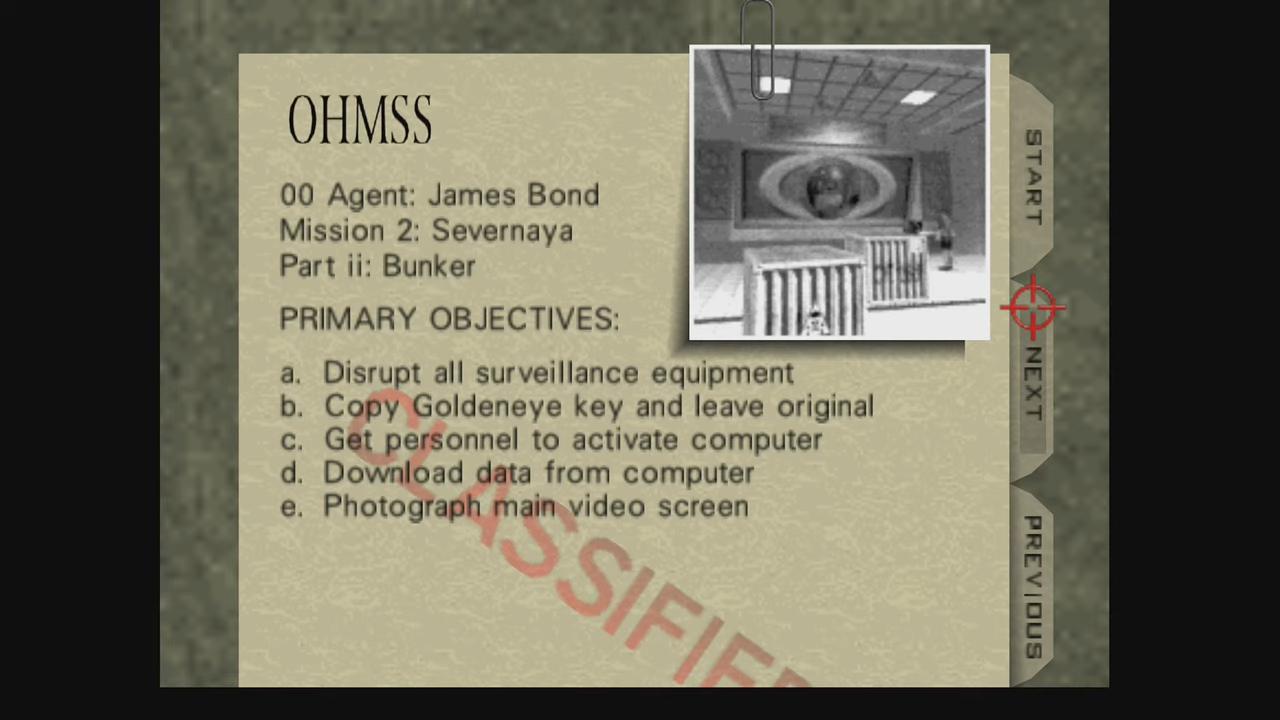 OHMSS
00 Agent: James Bond
Mission 2: Severnaya
Part ii: Bunker
PRIMARY OBJECTIVES:
a. Disrupt all surveillance equipment
b. Copy Goldeneye key and leave original
c. Get personnel to activate computer
d. Download data from computer
e. Photograph main video screen
CLASSIFIE
START
NEXT
PREVIOUS